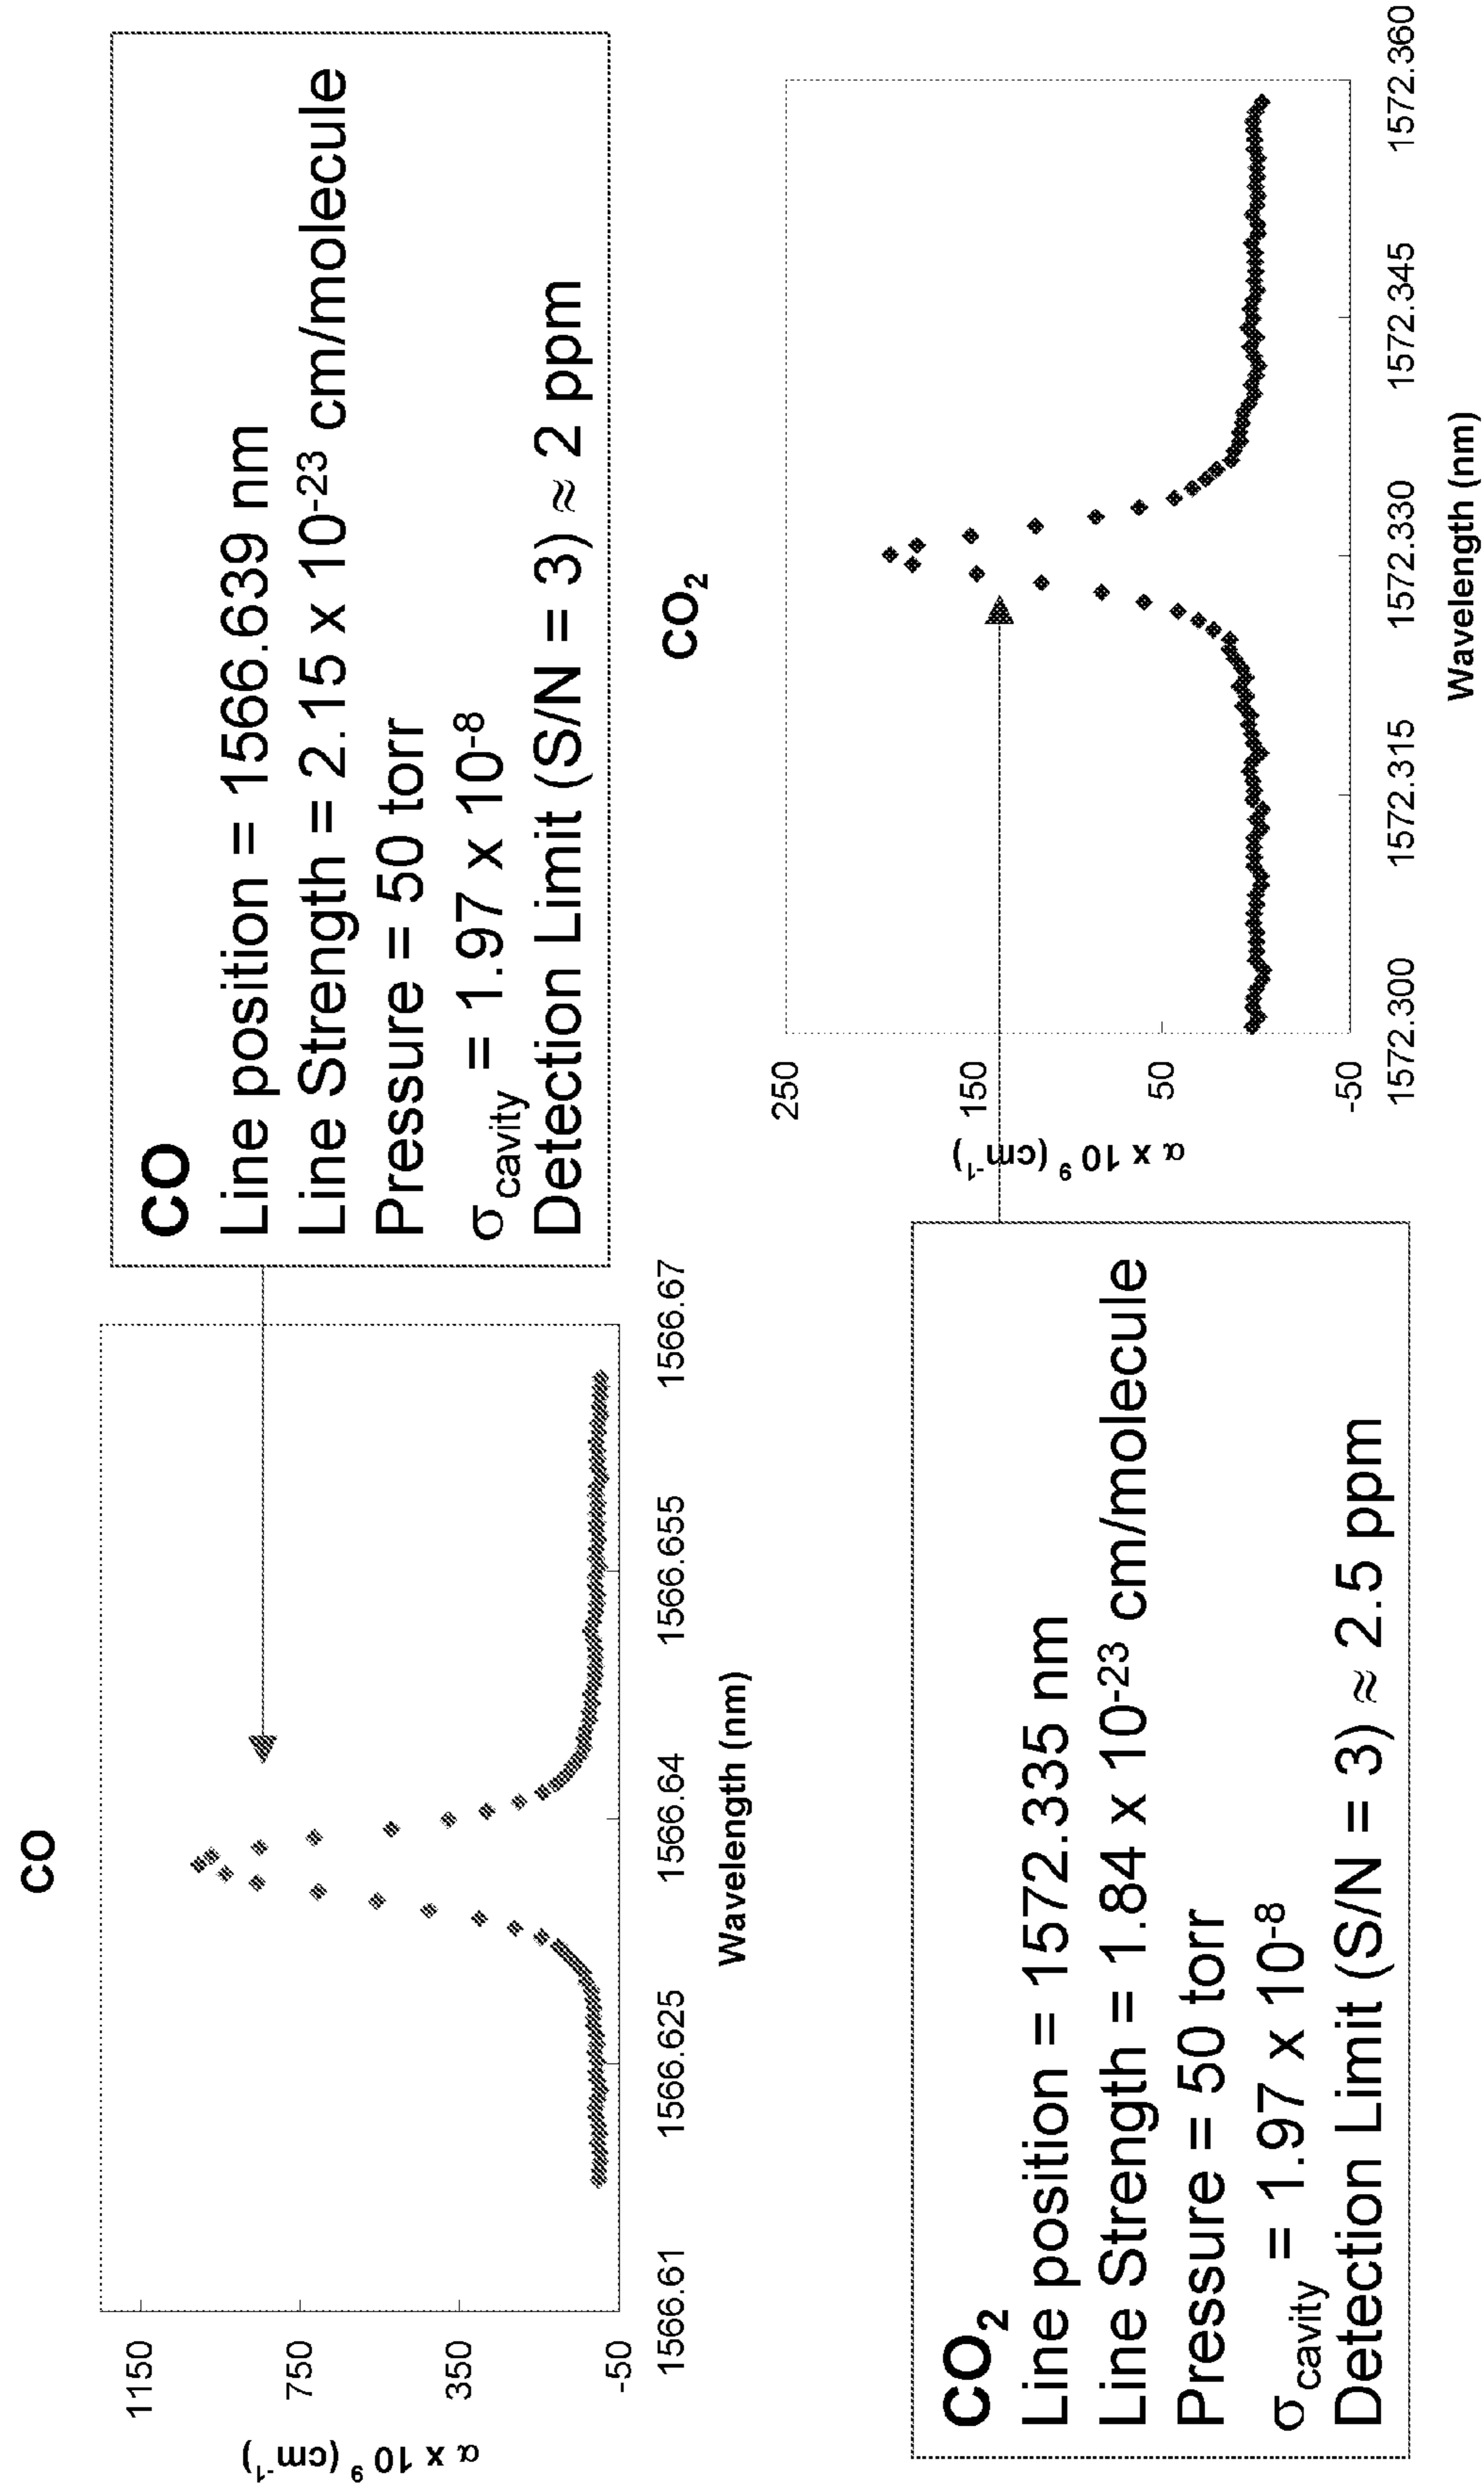 CO
α x 10⁹ (cm⁻¹)
1150
750
350
-50
1566.61
1566.625
1566.64
1566.655
1566.67
Wavelength (nm)
CO
Line position = 1566.639 nm
Line Strength = 2.15 x 10⁻²³ cm/molecule
Pressure = 50 torr
σcavity = 1.97 x 10⁻⁸
Detection Limit (S/N = 3) ≈ 2 ppm
CO₂
Line position = 1572.335 nm
Line Strength = 1.84 x 10⁻²³ cm/molecule
Pressure = 50 torr
σcavity = 1.97 x 10⁻⁸
Detection Limit (S/N = 3) ≈ 2.5 ppm
CO₂
α x 10⁹ (cm⁻¹)
250
150
50
-50
1572.300
1572.315
1572.330
1572.345
1572.360
Wavelength (nm)